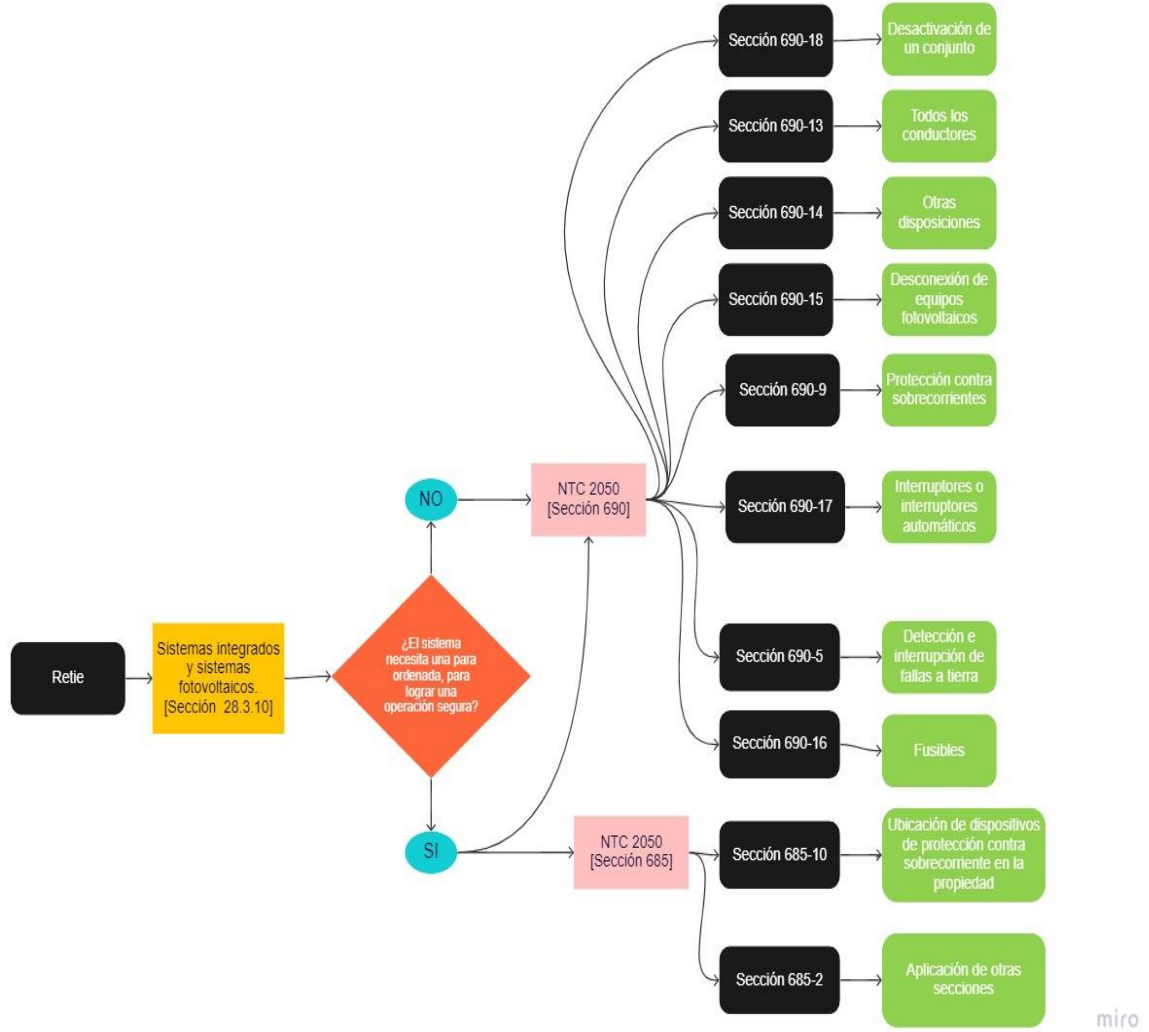 Sección 690-18
Desactivación de
un conjunto
Sección 690-13
Todos los
conductores
Sección 690-14
Otras
disposiciones
Sección 690-15
Desconexión de
equipos
fotovoltaicos
Sección 690-9
Protección contra
sobrecorrientes
NO
NTC 2050
[Sección 690]
Sección 690-17
Interruptores o
interruptores
automáticos
Retie
Sistemas integrados
y sistemas
fotovoltaicos.
[Sección 28.3.10]
¿El sistema
necesita una para
ordenada, para
lograr una
operación segura?
Sección 690-5
Detección e
interrupción de
fallas a tierra
Sección 690-16
Fusibles
SI
NTC 2050
[Sección 685]
Sección 685-10
Ubicación de dispositivos
de protección contra
sobrecorriente en la
propiedad
Sección 685-2
Aplicación de otras
secciones
miro